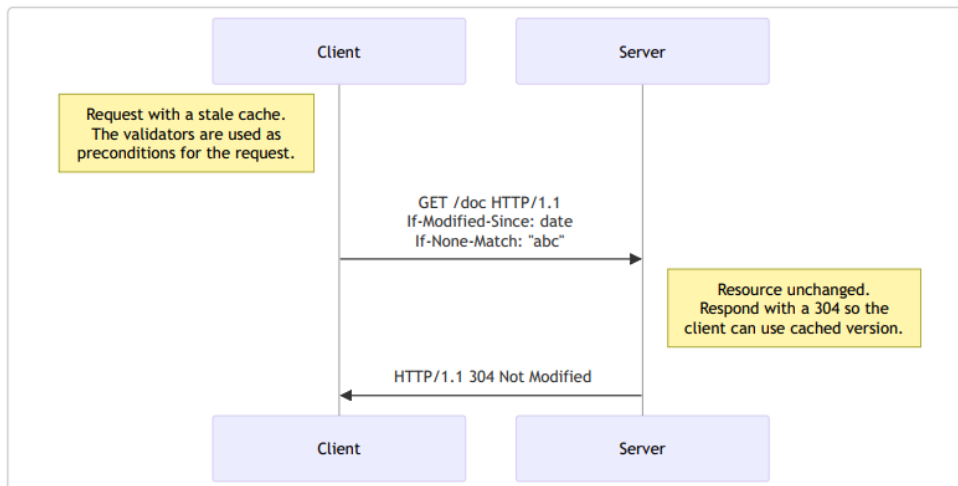 Client
Server
Request with a stale cache.
The validators are used as
preconditions for the request.
GET /doc HTTP/1.1
If-Modified-Since: date
If-None-Match: "abc"
Resource unchanged.
Respond with a 304 so the
client can use cached version.
HTTP/1.1 304 Not Modified
Client
Server